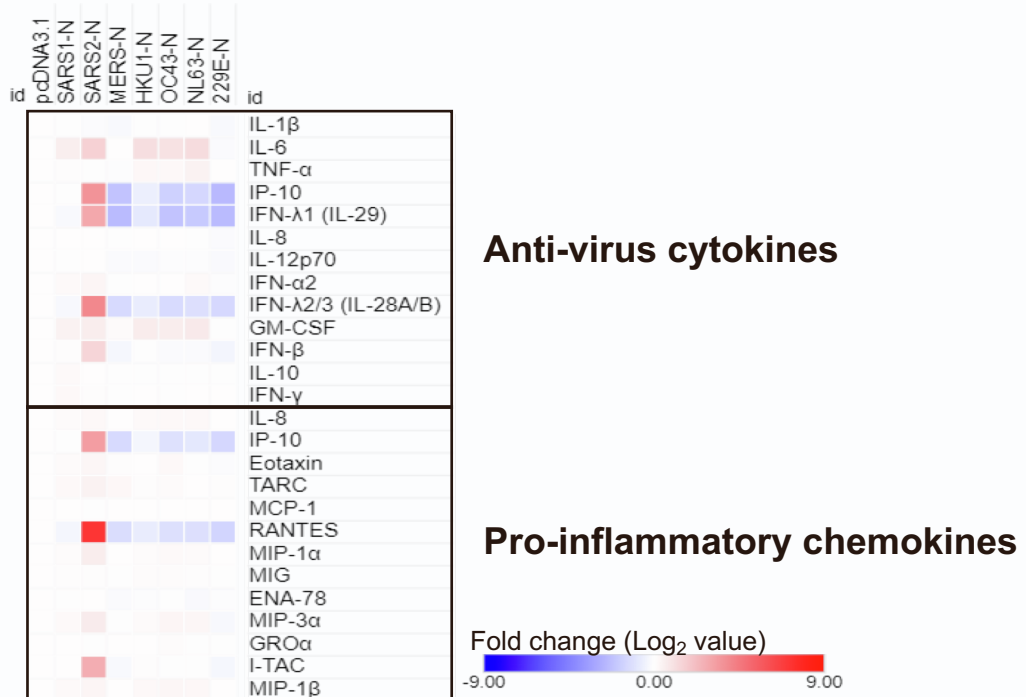 id pcDNA3.1 SARS1-N SARS2-N MERS-N HKU1-N OC43-N NL63-N 229E-N id
IL-1β
IL-6
TNF-α
IP-10
IFN-λ1 (IL-29)
IL-8
IL-12p70
IFN-α2
IFN-λ2/3 (IL-28A/B)
GM-CSF
IFN-β
IL-10
IFN-γ
Anti-virus cytokines
IL-8
IP-10
Eotaxin
TARC
MCP-1
RANTES
MIP-1α
MIG
ENA-78
MIP-3α
GROα
I-TAC
MIP-1β
Pro-inflammatory chemokines
Fold change (Log₂ value)
-9.00 0.00 9.00